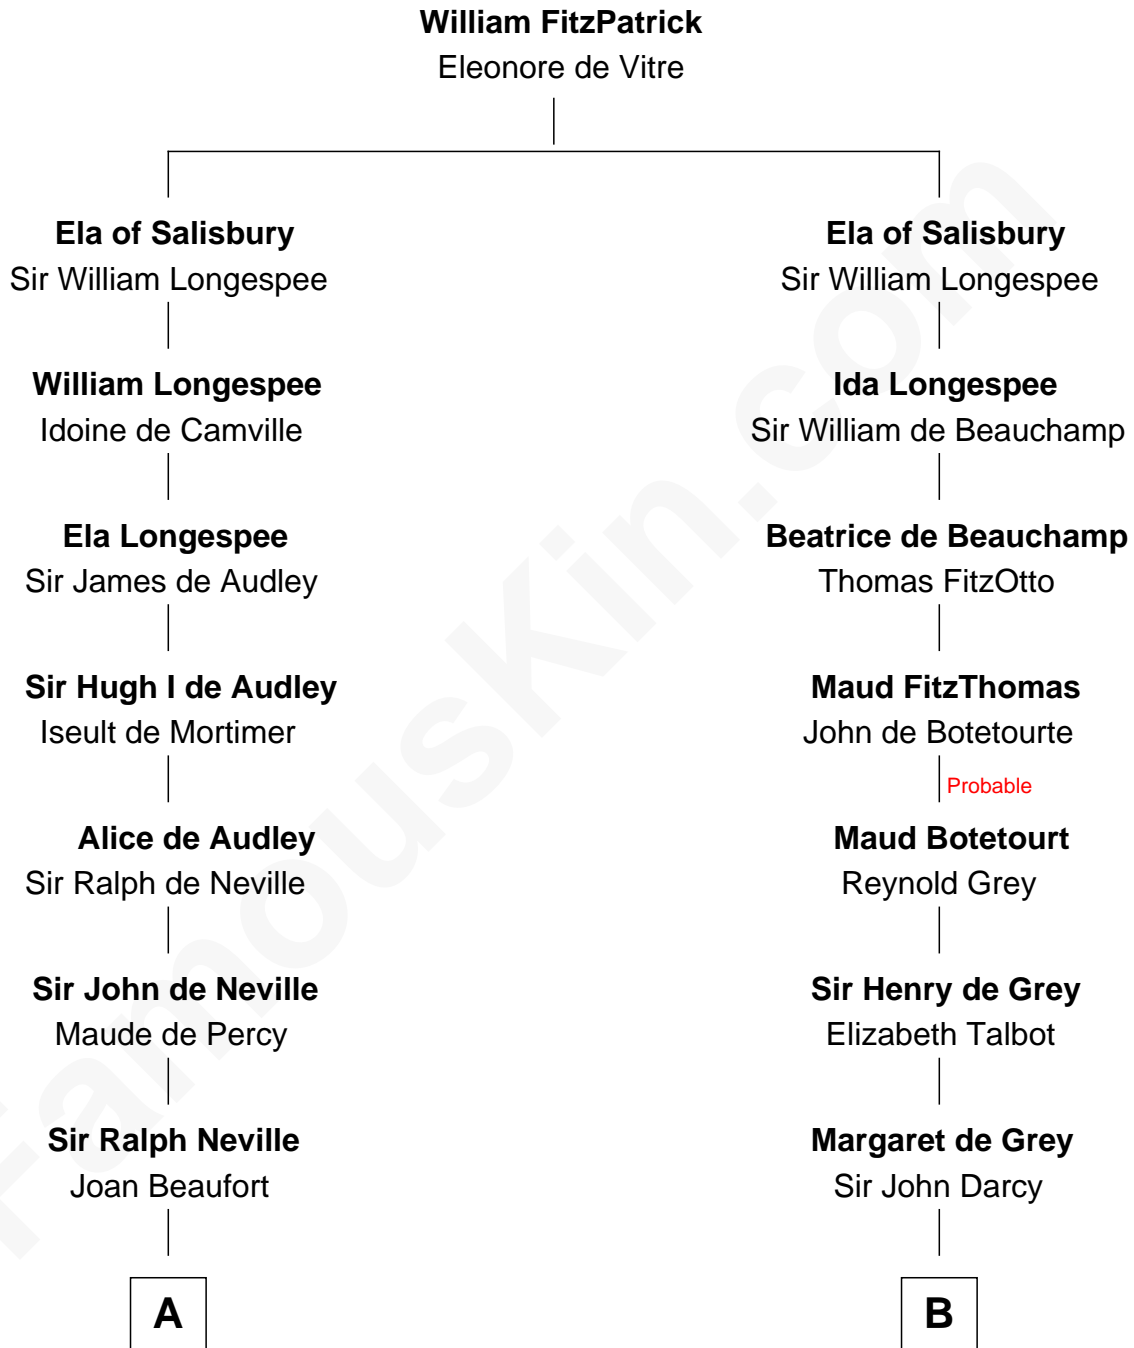 William FitzPatrick
Eleonore de Vitre
Ela of Salisbury
Sir William Longespee
William Longespee
Idoine de Camville
Ela Longespee
Sir James de Audley
Sir Hugh I de Audley
Iseult de Mortimer
Alice de Audley
Sir Ralph de Neville
Sir John de Neville
Maude de Percy
Sir Ralph Neville
Joan Beaufort
A
Ela of Salisbury
Sir William Longespee
Ida Longespee
Sir William de Beauchamp
Beatrice de Beauchamp
Thomas FitzOtto
Maud FitzThomas
John de Botetourte
Probable
Maud Botetourt
Reynold Grey
Sir Henry de Grey
Elizabeth Talbot
Margaret de Grey
Sir John Darcy
B
FamousKin.com